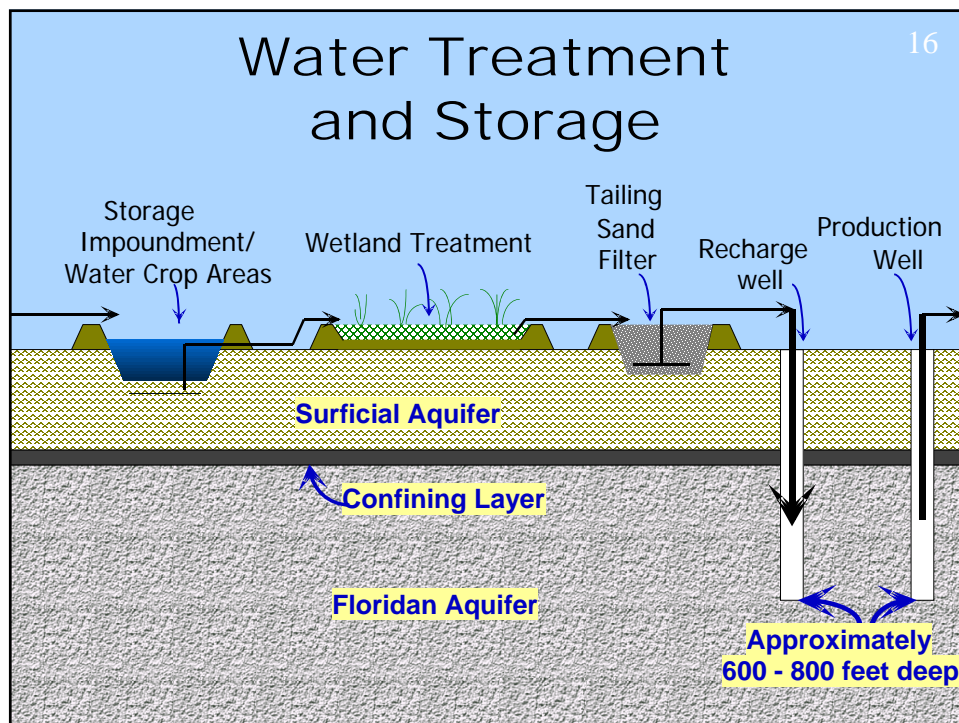 16
Water Treatment
and Storage
Storage
Impoundment/
Water Crop Areas
Wetland Treatment
Tailing
Sand
Filter
Recharge
well
Production
Well
Surficial Aquifer
Confining Layer
Floridan Aquifer
Approximately
600 - 800 feet deep